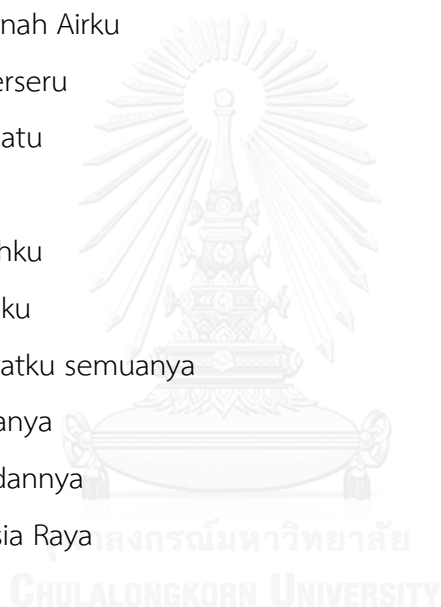 nah Airku
erseru
atu
hku
ku
atku semuanya
anya
dannya
sia Raya
จุฬาลงกรณ์มหาวิทยาลัย
CHULALONGKORN UNIVERSITY